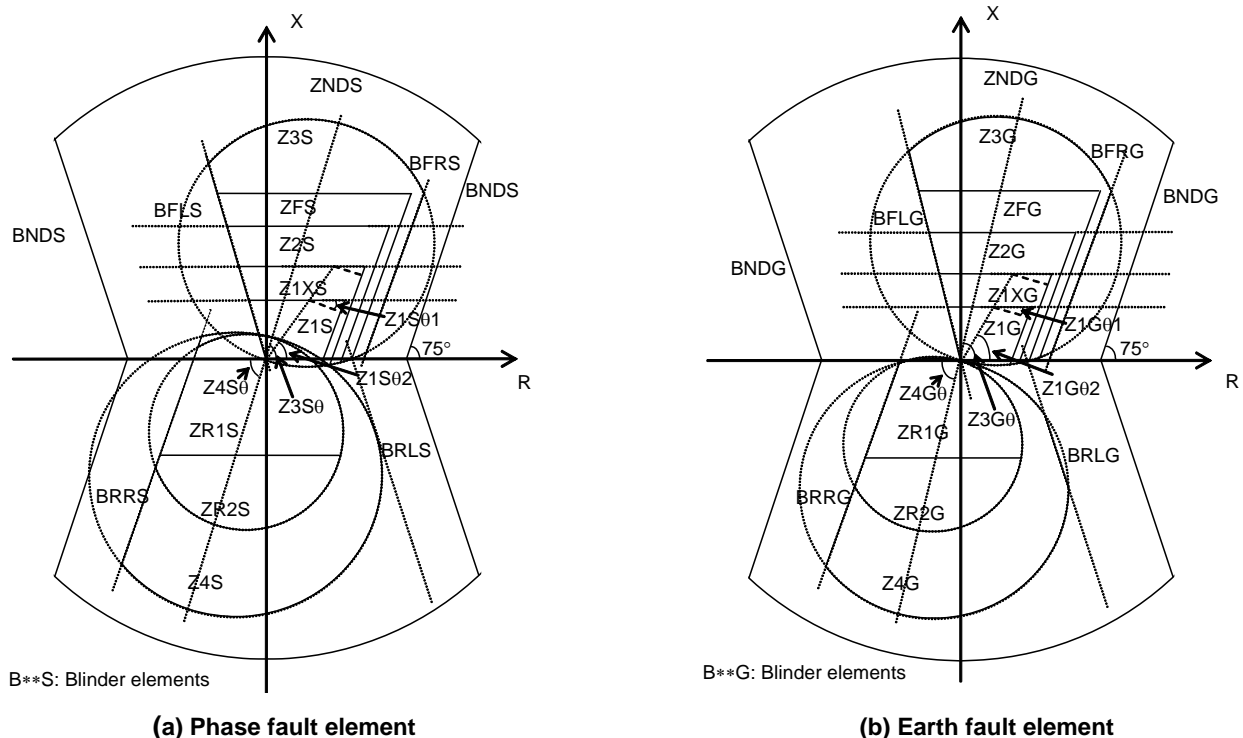 X
ZNDS
Z3S
BFRS
BNDS
BFLS
ZFS
BNDS
Z2S
Z1XS
Z1S
Z1Sθ1
75°
R
Z4Sθ
Z1Sθ2
Z3Sθ
ZR1S
BRLS
BRRS
ZR2S
Z4S
B∗∗S: Blinder elements
(a) Phase fault element
X
ZNDG
Z3G
BFRG
BNDG
BFLG
ZFG
BNDG
Z2G
Z1XG
Z1G
Z1Gθ1
75°
R
Z4Gθ
Z1Gθ2
Z3Gθ
ZR1G
BRLG
BRRG
ZR2G
Z4G
B∗∗G: Blinder elements
(b) Earth fault element